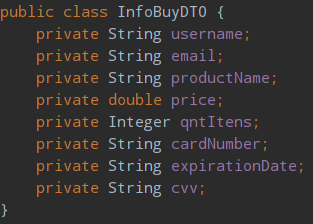 public class InfoBuyDTO {
    private String username;
    private String email;
    private String productName;
    private double price;
    private Integer qntItens;
    private String cardNumber;
    private String expirationDate;
    private String cvv;
}